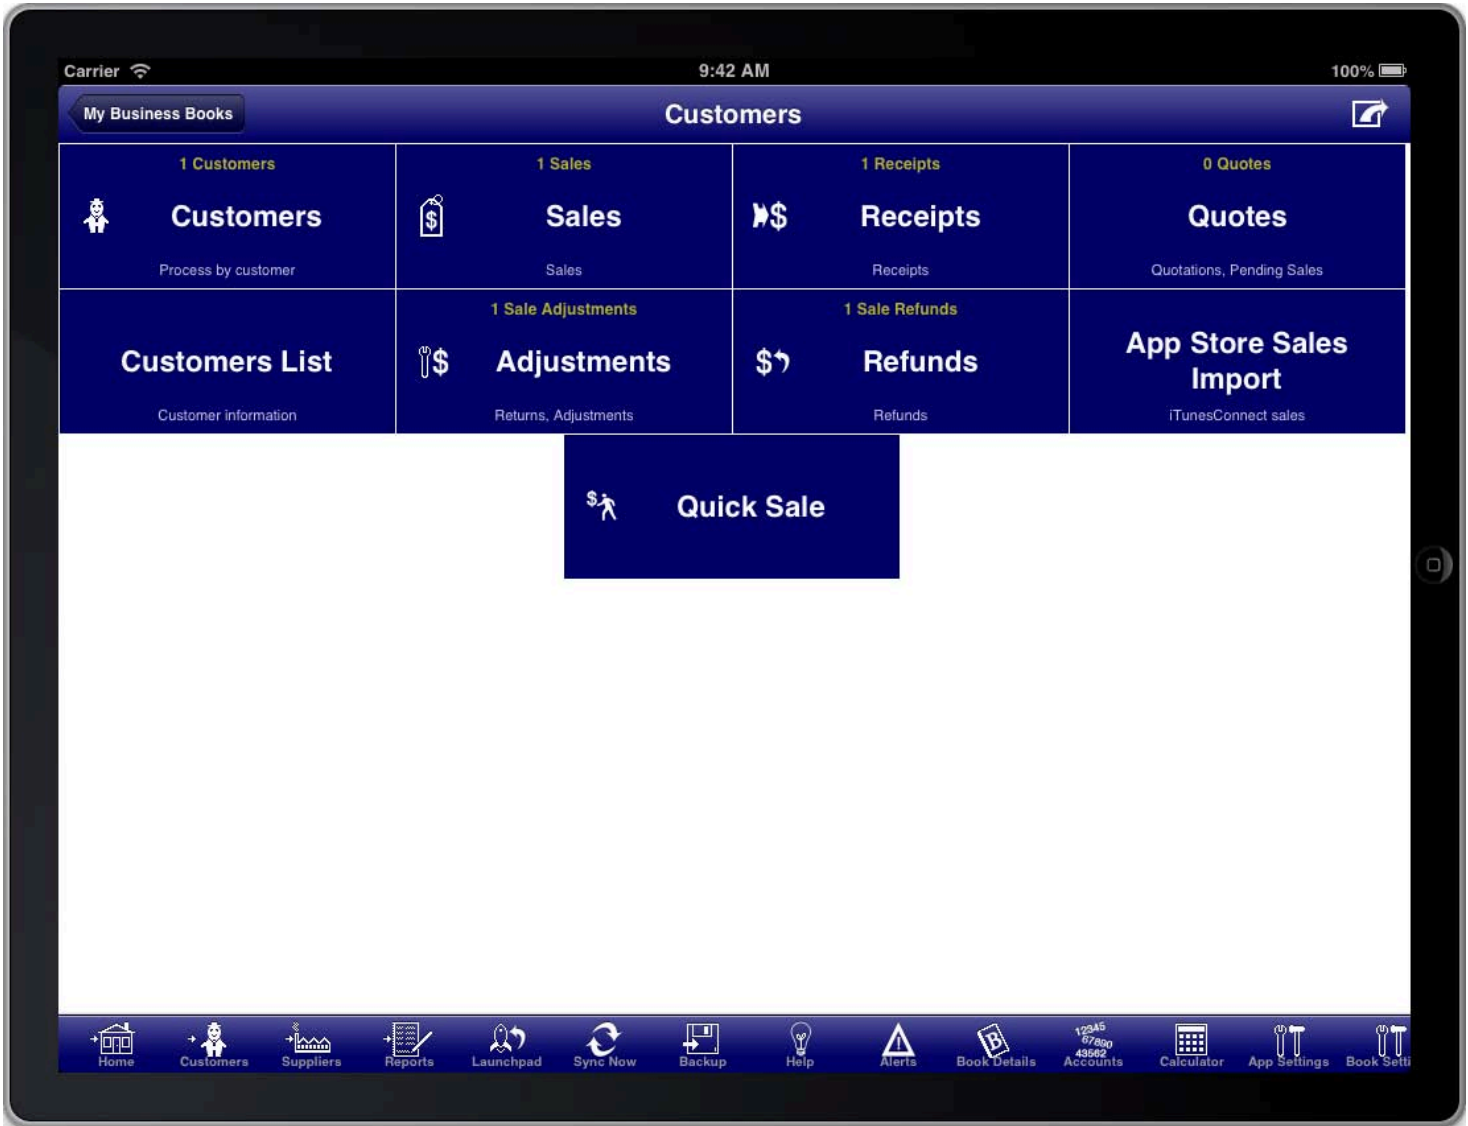 Carrier
9:42 AM
100%
My Business Books
Customers
1 Customers
Customers
Process by customer
1 Sales
$
Sales
Sales
1 Receipts
$
Receipts
Receipts
0 Quotes
Quotes
Quotations, Pending Sales
Customers List
Customer information
1 Sale Adjustments
$
Adjustments
Returns, Adjustments
1 Sale Refunds
$
Refunds
Refunds
App Store Sales
Import
iTunesConnect sales
$
Quick Sale
Home
Customers
Suppliers
Reports
Launchpad
Sync Now
Backup
Help
Alerts
B
Book Details
12345
67890
43562
Accounts
Calculator
App Settings
Book Setti